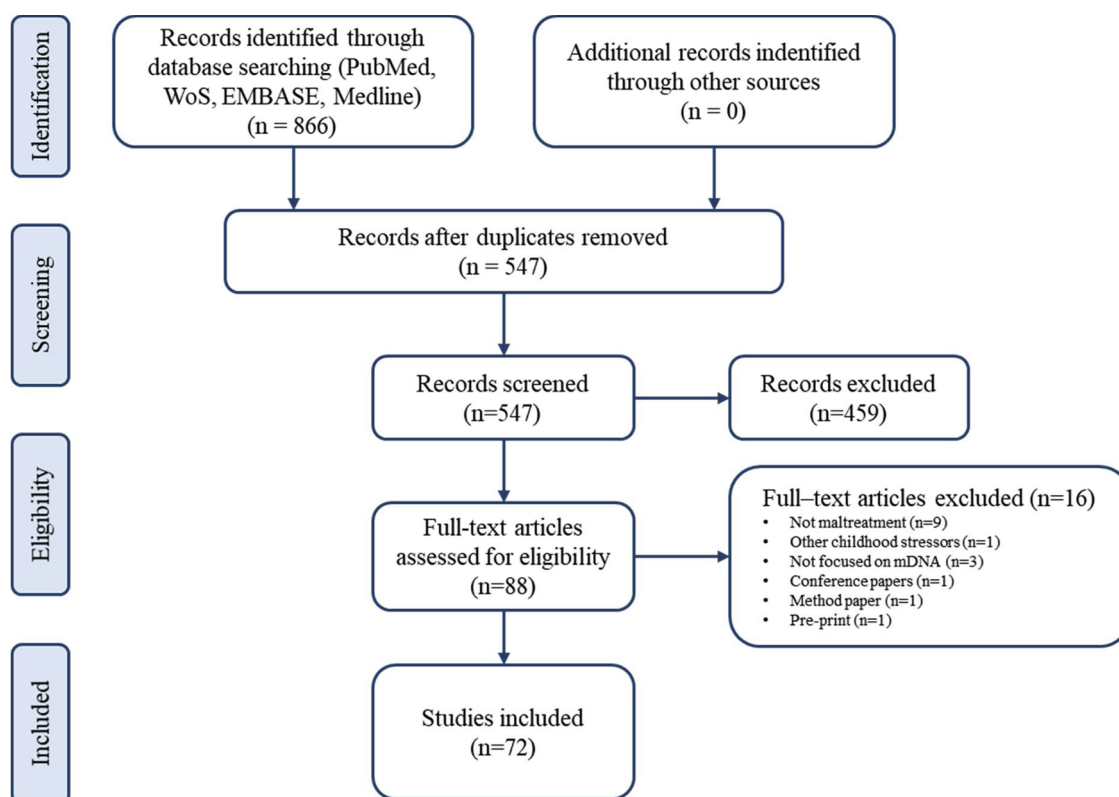 Identification
Records identified through
database searching (PubMed,
WoS, EMBASE, Medline)
(n = 866)
Additional records indentified
through other sources
(n = 0)
Screening
Records after duplicates removed
(n = 547)
Records screened
(n=547)
Records excluded
(n=459)
Eligibility
Full-text articles
assessed for eligibility
(n=88)
Full–text articles excluded (n=16)
• Not maltreatment (n=9)
• Other childhood stressors (n=1)
• Not focused on mDNA (n=3)
• Conference papers (n=1)
• Method paper (n=1)
• Pre-print (n=1)
Included
Studies included
(n=72)